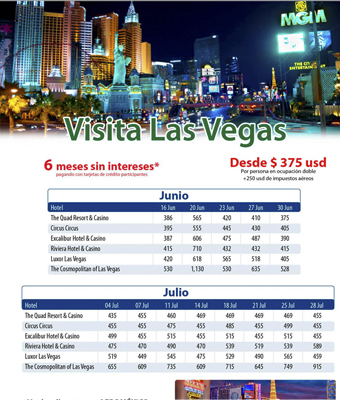 MGM
Visita Las Vegas
6 meses sin intereses*
pagando con tarjetas de crédito participantes
Desde $ 375 usd
Por persona en ocupación doble
+250 usd de impuestos aéreos
Junio
Hotel 16 Jun 20 Jun 23 Jun 27 Jun 30 Jun
The Quad Resort & Casino 386 565 420 410 375
Circus Circus 395 555 445 430 405
Excalibur Hotel & Casino 387 606 475 487 390
Riviera Hotel & Casino 415 710 432 432 415
Luxor Las Vegas 420 618 565 518 405
The Cosmopolitan of Las Vegas 530 1,130 530 635 528
Julio
Hotel 04 Jul 07 Jul 11 Jul 14 Jul 18 Jul 21 Jul 25 Jul 28 Jul
The Quad Resort & Casino 435 455 460 469 469 469 469 455
Circus Circus 455 455 475 455 485 455 499 455
Excalibur Hotel & Casino 499 455 515 455 515 455 515 455
Riviera Hotel & Casino 475 470 490 470 539 519 539 459
Luxor Las Vegas 519 449 545 475 529 490 565 459
The Cosmopolitan of Las Vegas 655 609 735 609 715 645 749 915